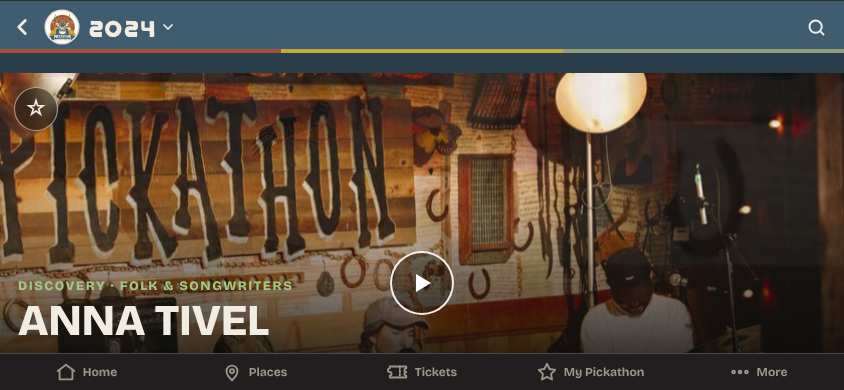 2024
PICKATHON
DISCOVERY · FOLK & SONGWRITERS
ANNA TIVEL
Home
Places
Tickets
My Pickathon
More